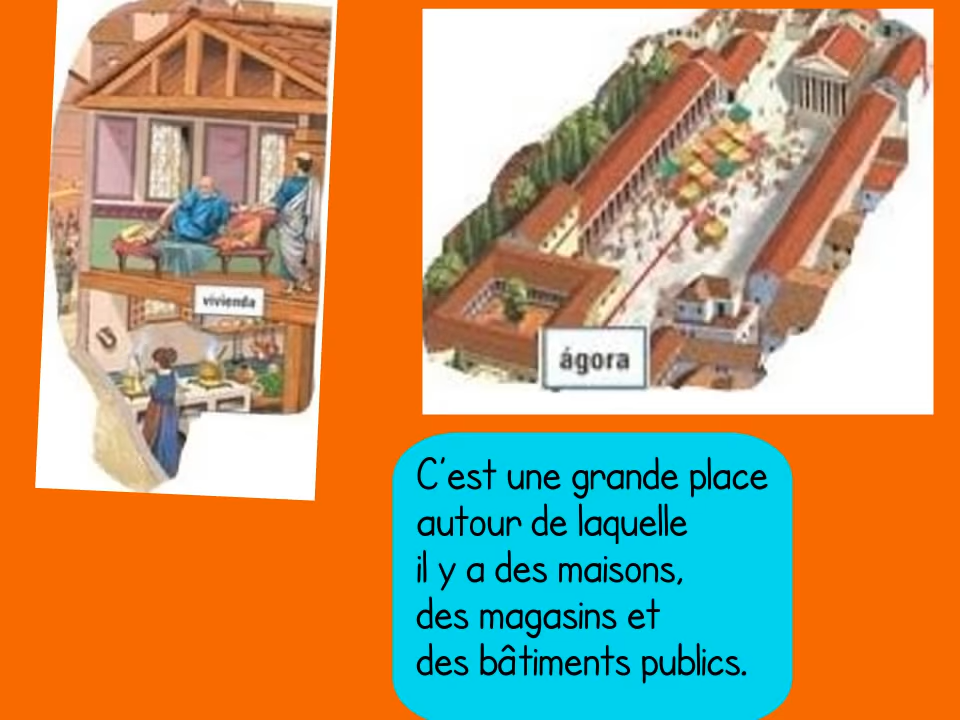 vivienda
ágora
C'est une grande place
autour de laquelle
il y a des maisons,
des magasins et
des bâtiments publics.